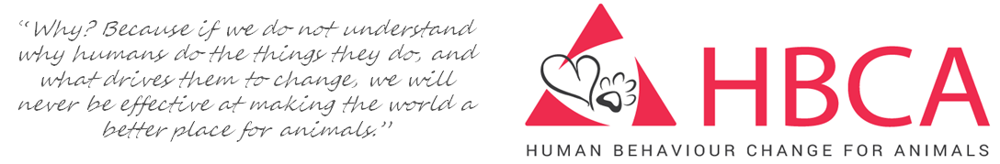 “Why? Because if we do not understand
why humans do the things they do, and
what drives them to change, we will
never be effective at making the world a
better place for animals.”
HBCA
HUMAN BEHAVIOUR CHANGE FOR ANIMALS